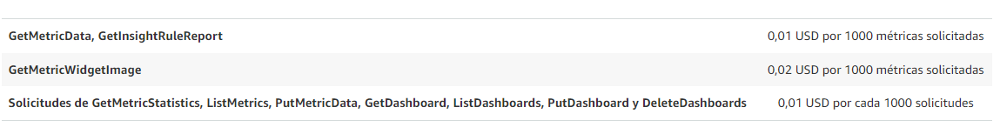 GetMetricData, GetInsightRuleReport 0,01 USD por 1000 métricas solicitadas
GetMetricWidgetImage 0,02 USD por 1000 métricas solicitadas
Solicitudes de GetMetricStatistics, ListMetrics, PutMetricData, GetDashboard, ListDashboards, PutDashboard y DeleteDashboards 0,01 USD por cada 1000 solicitudes